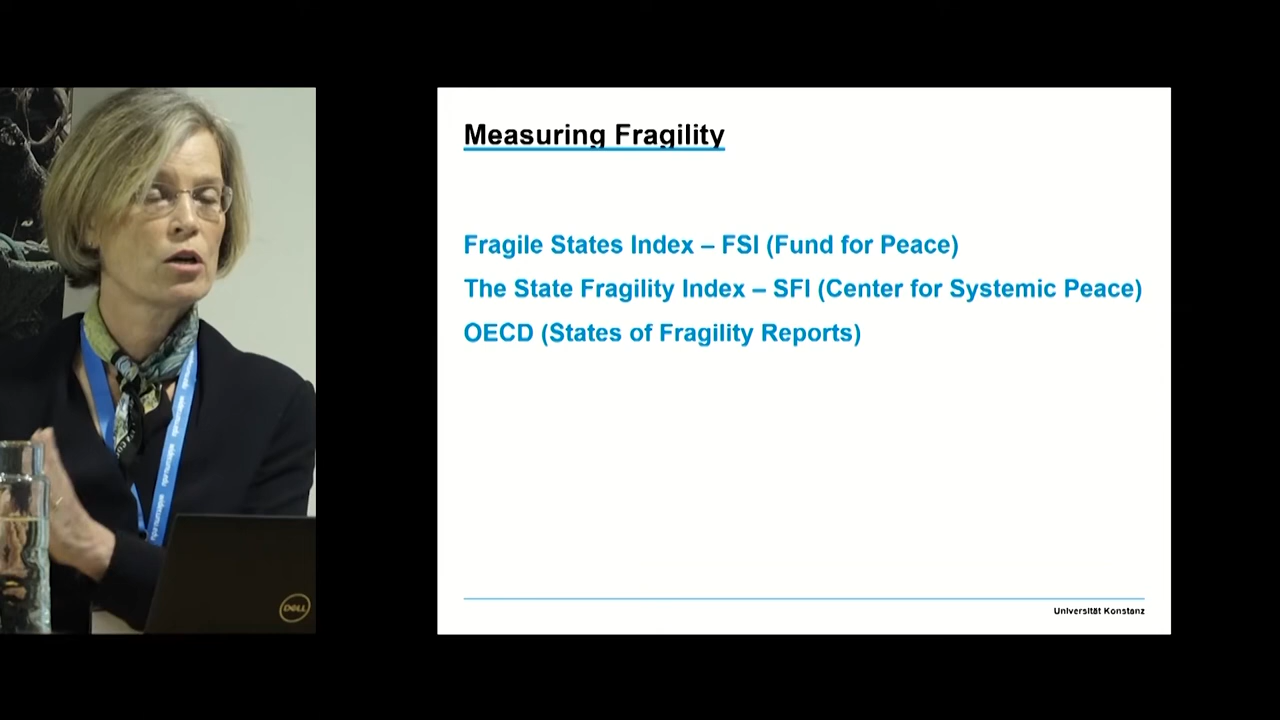 Measuring Fragility
Fragile States Index – FSI (Fund for Peace)
The State Fragility Index – SFI (Center for Systemic Peace)
OECD (States of Fragility Reports)
Universität Konstanz
DELL